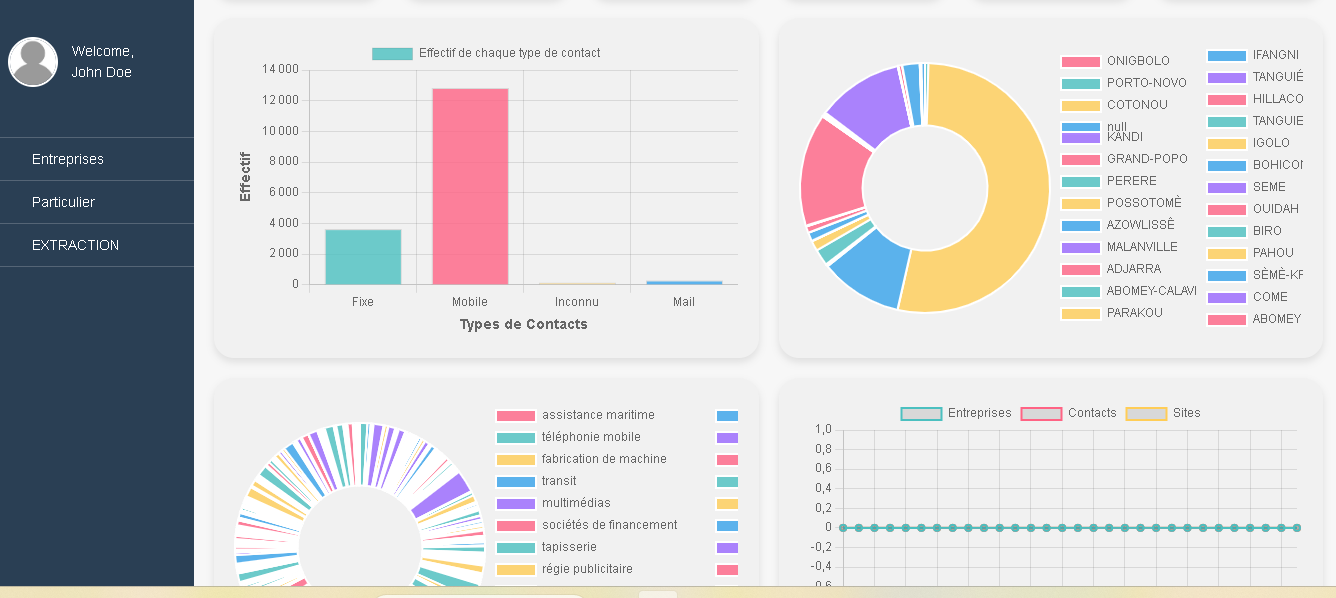 Welcome,
John Doe
Entreprises
Particulier
EXTRACTION
Effectif de chaque type de contact
14 000
12 000
10 000
8 000
6 000
4 000
2 000
0
Effectif
Fixe Mobile Inconnu Mail
Types de Contacts
ONIGBOLO
PORTO-NOVO
COTONOU
null
KANDI
GRAND-POPO
PERERE
POSSOTOMÈ
AZOWLISSÈ
MALANVILLE
ADJARRA
ABOMEY-CALAVI
PARAKOU
IFANGNI
TANGUIÉ
HILLACO
TANGUIE
IGOLO
BOHICON
SEME
OUIDAH
BIRO
PAHOU
SÈMÈ-KP
COME
ABOMEY
assistance maritime
téléphonie mobile
fabrication de machine
transit
multimédias
sociétés de financement
tapisserie
régie publicitaire
Entreprises Contacts Sites
1,0
0,8
0,6
0,4
0,2
0
-0,2
-0,4
-0,6